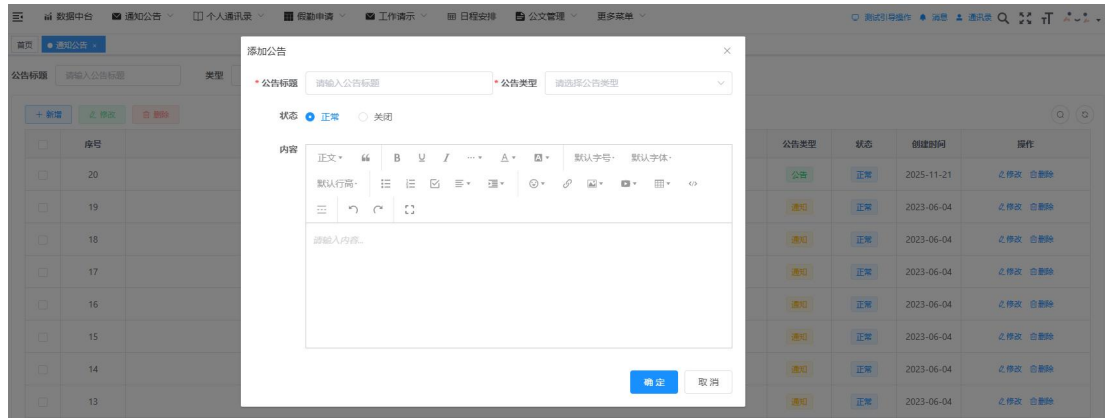 数据中台 通知公告 个人通讯录 假勤申请 工作请示 日程安排 公文管理 更多菜单 测试引导操作 消息 通讯录
首页 通知公告 ×
公告标题 请输入公告标题 类型
+ 新增 修改 删除
序号 公告类型 状态 创建时间 操作
20 公告 正常 2025-11-21 修改 删除
19 通知 正常 2023-06-04 修改 删除
18 通知 正常 2023-06-04 修改 删除
17 通知 正常 2023-06-04 修改 删除
16 通知 正常 2023-06-04 修改 删除
15 通知 正常 2023-06-04 修改 删除
14 通知 正常 2023-06-04 修改 删除
13 通知 正常 2023-06-04 修改 删除
添加公告 ×
* 公告标题 请输入公告标题 * 公告类型 请选择公告类型
状态 正常 关闭
内容
正文 B U I ... A A 默认字号 默认字体
默认行高
请输入内容...
确定 取消